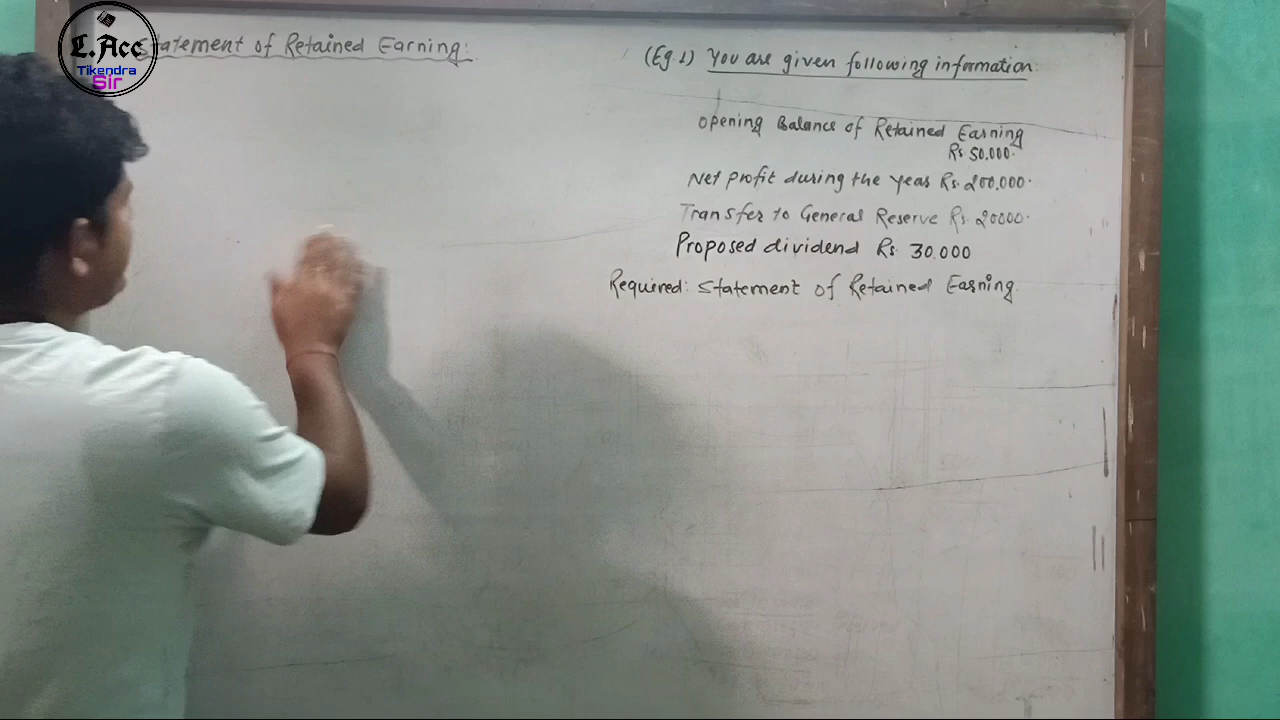 L.Acc
Tikendra
Sir
Statement of Retained Earning:
(Eg.1) You are given following information:
Opening Balance of Retained Earning
Rs 50,000.
Net profit during the year Rs. 200,000.
Transfer to General Reserve Rs. 20000.
Proposed dividend Rs. 30,000
Required: Statement of Retained Earning.